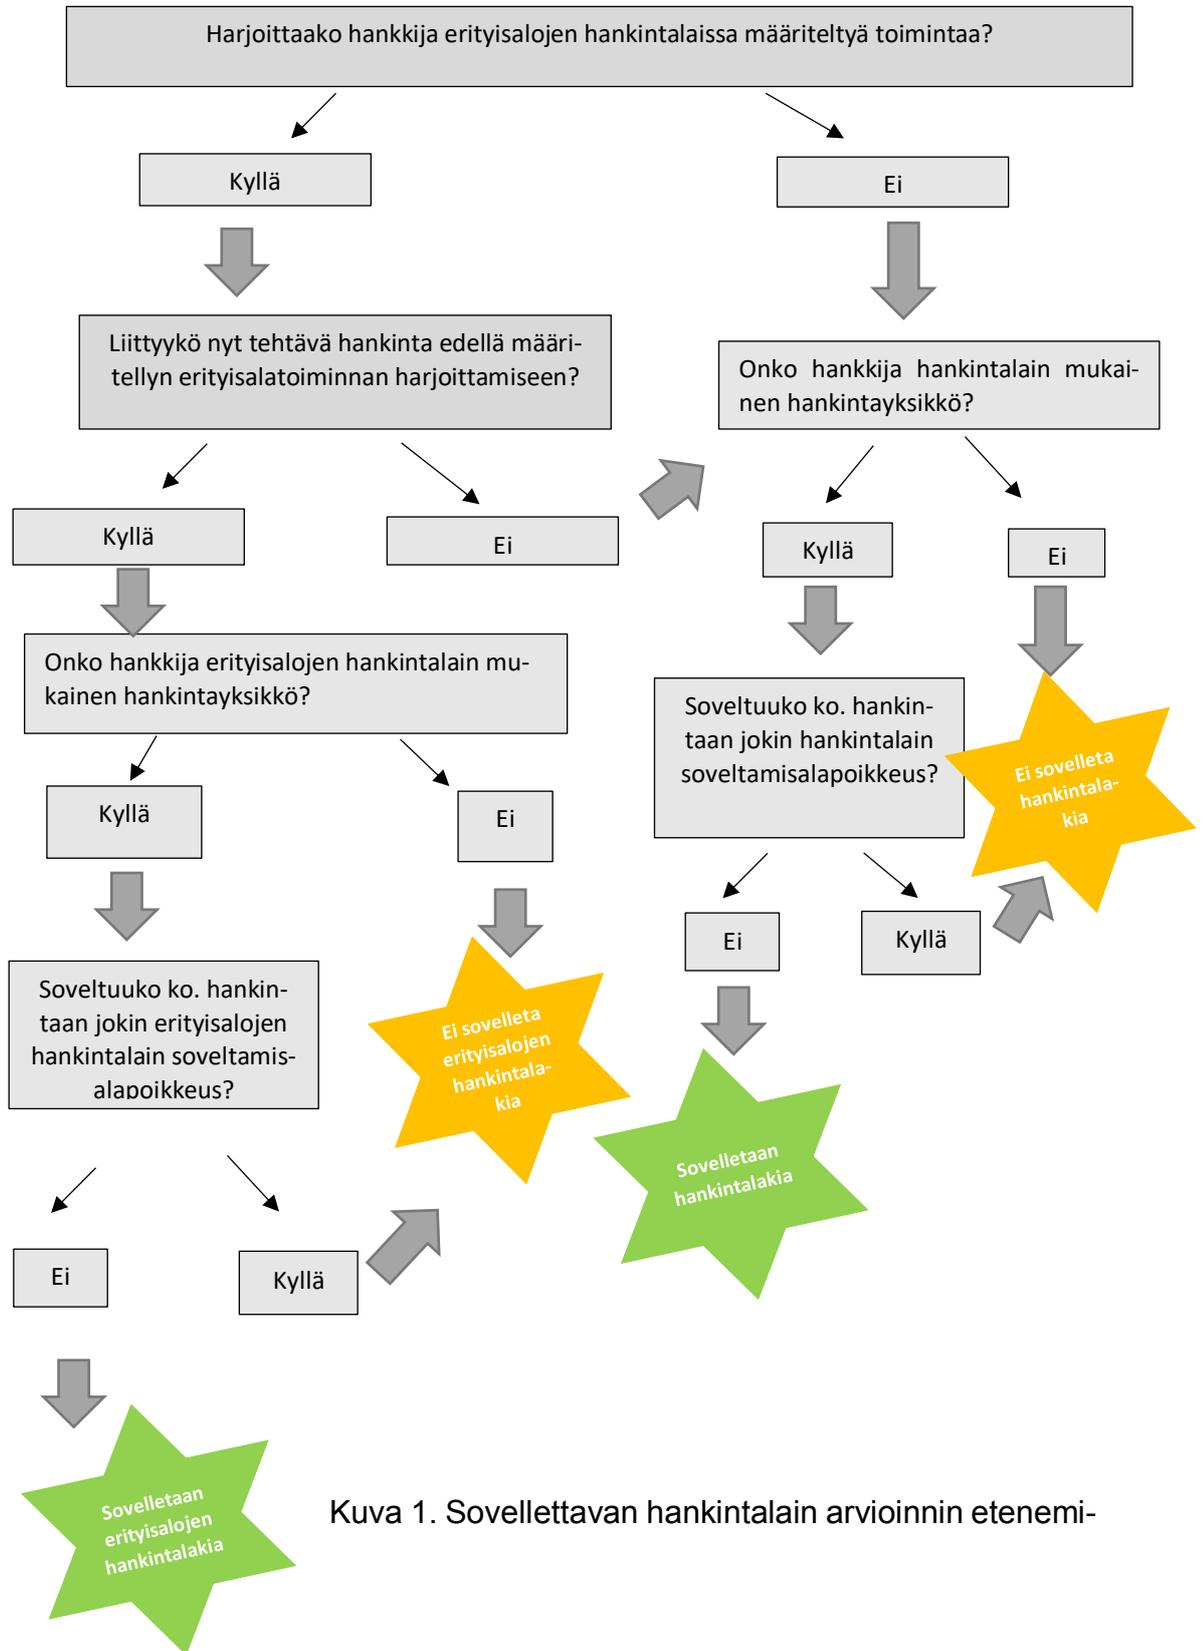 Harjoittaako hankkija erityisalojen hankintalaissa määriteltyä toimintaa?
Kyllä
Ei
Liittyykö nyt tehtävä hankinta edellä määri-
tellyn erityisalatoiminnan harjoittamiseen?
Onko hankkija hankintalain mukai-
nen hankintayksikkö?
Kyllä
Ei
Kyllä
Ei
Onko hankkija erityisalojen hankintalain mu-
kainen hankintayksikkö?
Soveltuuko ko. hankin-
taan jokin hankintalain
soveltamisalapoikkeus?
Ei sovelleta
hankintala-
kia
Kyllä
Ei
Ei
Kyllä
Soveltuuko ko. hankin-
taan jokin erityisalojen
hankintalain soveltamis-
alapoikkeus?
Ei sovelleta
erityisalojen
hankintala-
kia
Sovelletaan
hankintalakia
Ei
Kyllä
Sovelletaan
erityisalojen
hankintalakia
Kuva 1. Sovellettavan hankintalain arvioinnin etenemi-